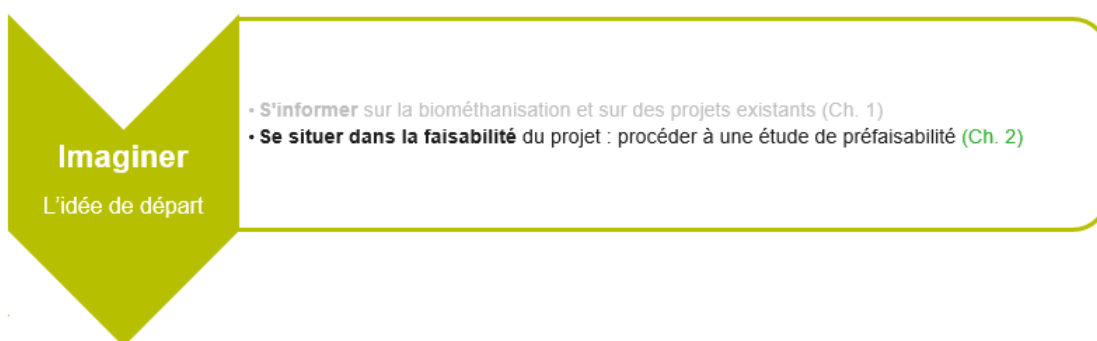 Imaginer
L'idée de départ
• S'informer sur la biométhanisation et sur des projets existants (Ch. 1)
• Se situer dans la faisabilité du projet : procéder à une étude de préfaisabilité (Ch. 2)